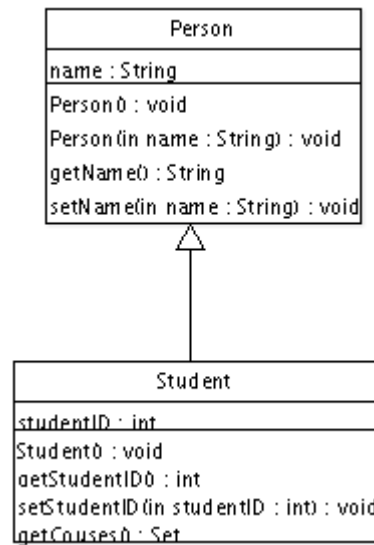 Person
name : String
Person() : void
Person(in name : String) : void
getName() : String
setName(in name : String) : void
Student
studentID : int
Student() : void
getStudentID() : int
setStudentID(in studentID : int) : void
getCouses() : Set